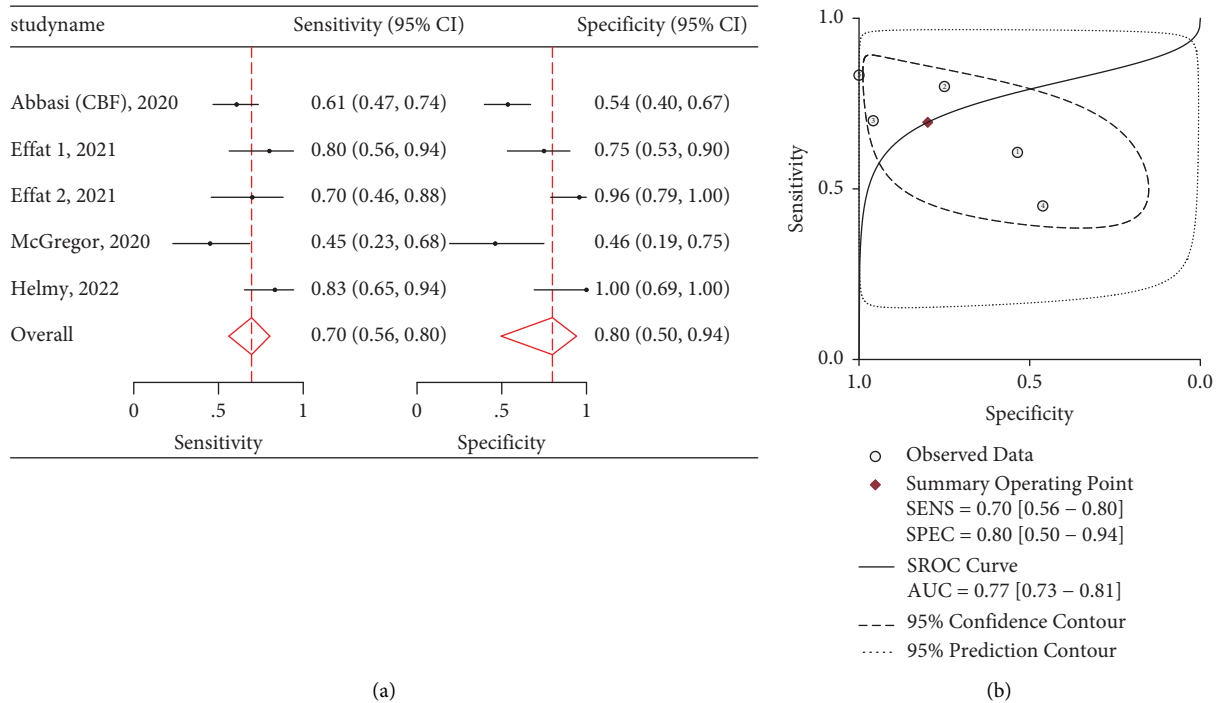 studyname Sensitivity (95% CI) Specificity (95% CI)
Abbasi (CBF), 2020 0.61 (0.47, 0.74) 0.54 (0.40, 0.67)
Effat 1, 2021 0.80 (0.56, 0.94) 0.75 (0.53, 0.90)
Effat 2, 2021 0.70 (0.46, 0.88) 0.96 (0.79, 1.00)
McGregor, 2020 0.45 (0.23, 0.68) 0.46 (0.19, 0.75)
Helmy, 2022 0.83 (0.65, 0.94) 1.00 (0.69, 1.00)
Overall 0.70 (0.56, 0.80) 0.80 (0.50, 0.94)
0 .5 1 0 .5 1
Sensitivity Specificity
(a)
1.0
0.5
0.0
Sensitivity
2
3
1
4
1.0 0.5 0.0
Specificity
Observed Data
Summary Operating Point
SENS = 0.70 [0.56 − 0.80]
SPEC = 0.80 [0.50 − 0.94]
SROC Curve
AUC = 0.77 [0.73 − 0.81]
95% Confidence Contour
95% Prediction Contour
(b)